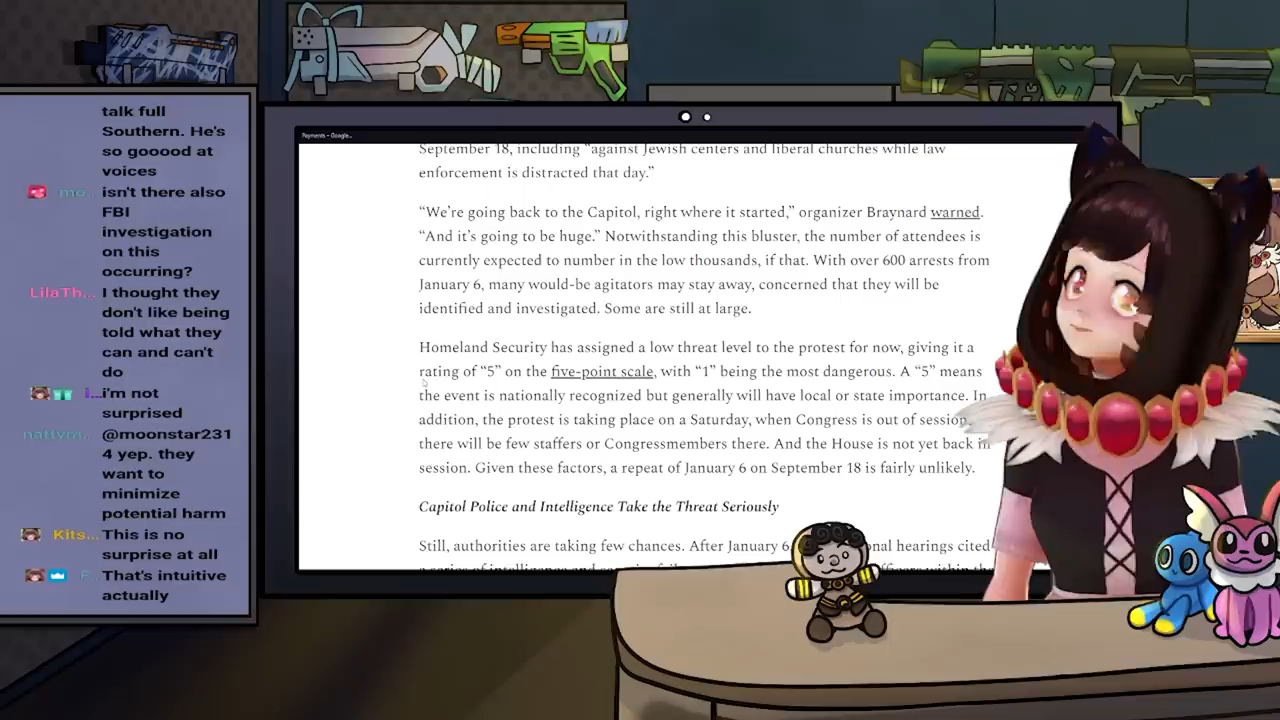 talk full
Southern. He's
so gooood at
voices
mo.. isn't there also
FBI
investigation
on this
occurring?
LilaTh... I thought they
don't like being
told what they
can and can't
do
i... i'm not
surprised
@moonstar231
4 yep. they
want to
minimize
potential harm
Kits... This is no
surprise at all
That's intuitive
actually
Payments – Google...
September 18, including “against Jewish centers and liberal churches while law
enforcement is distracted that day.”
“We’re going back to the Capitol, right where it started,” organizer Braynard warned.
“And it’s going to be huge.” Notwithstanding this bluster, the number of attendees is
currently expected to number in the low thousands, if that. With over 600 arrests from
January 6, many would-be agitators may stay away, concerned that they will be
identified and investigated. Some are still at large.
Homeland Security has assigned a low threat level to the protest for now, giving it a
rating of “5” on the five-point scale, with “1” being the most dangerous. A “5” means
the event is nationally recognized but generally will have local or state importance. In
addition, the protest is taking place on a Saturday, when Congress is out of session
there will be few staffers or Congressmembers there. And the House is not yet back in
session. Given these factors, a repeat of January 6 on September 18 is fairly unlikely.
Capitol Police and Intelligence Take the Threat Seriously
Still, authorities are taking few chances. After January 6 onal hearings cited